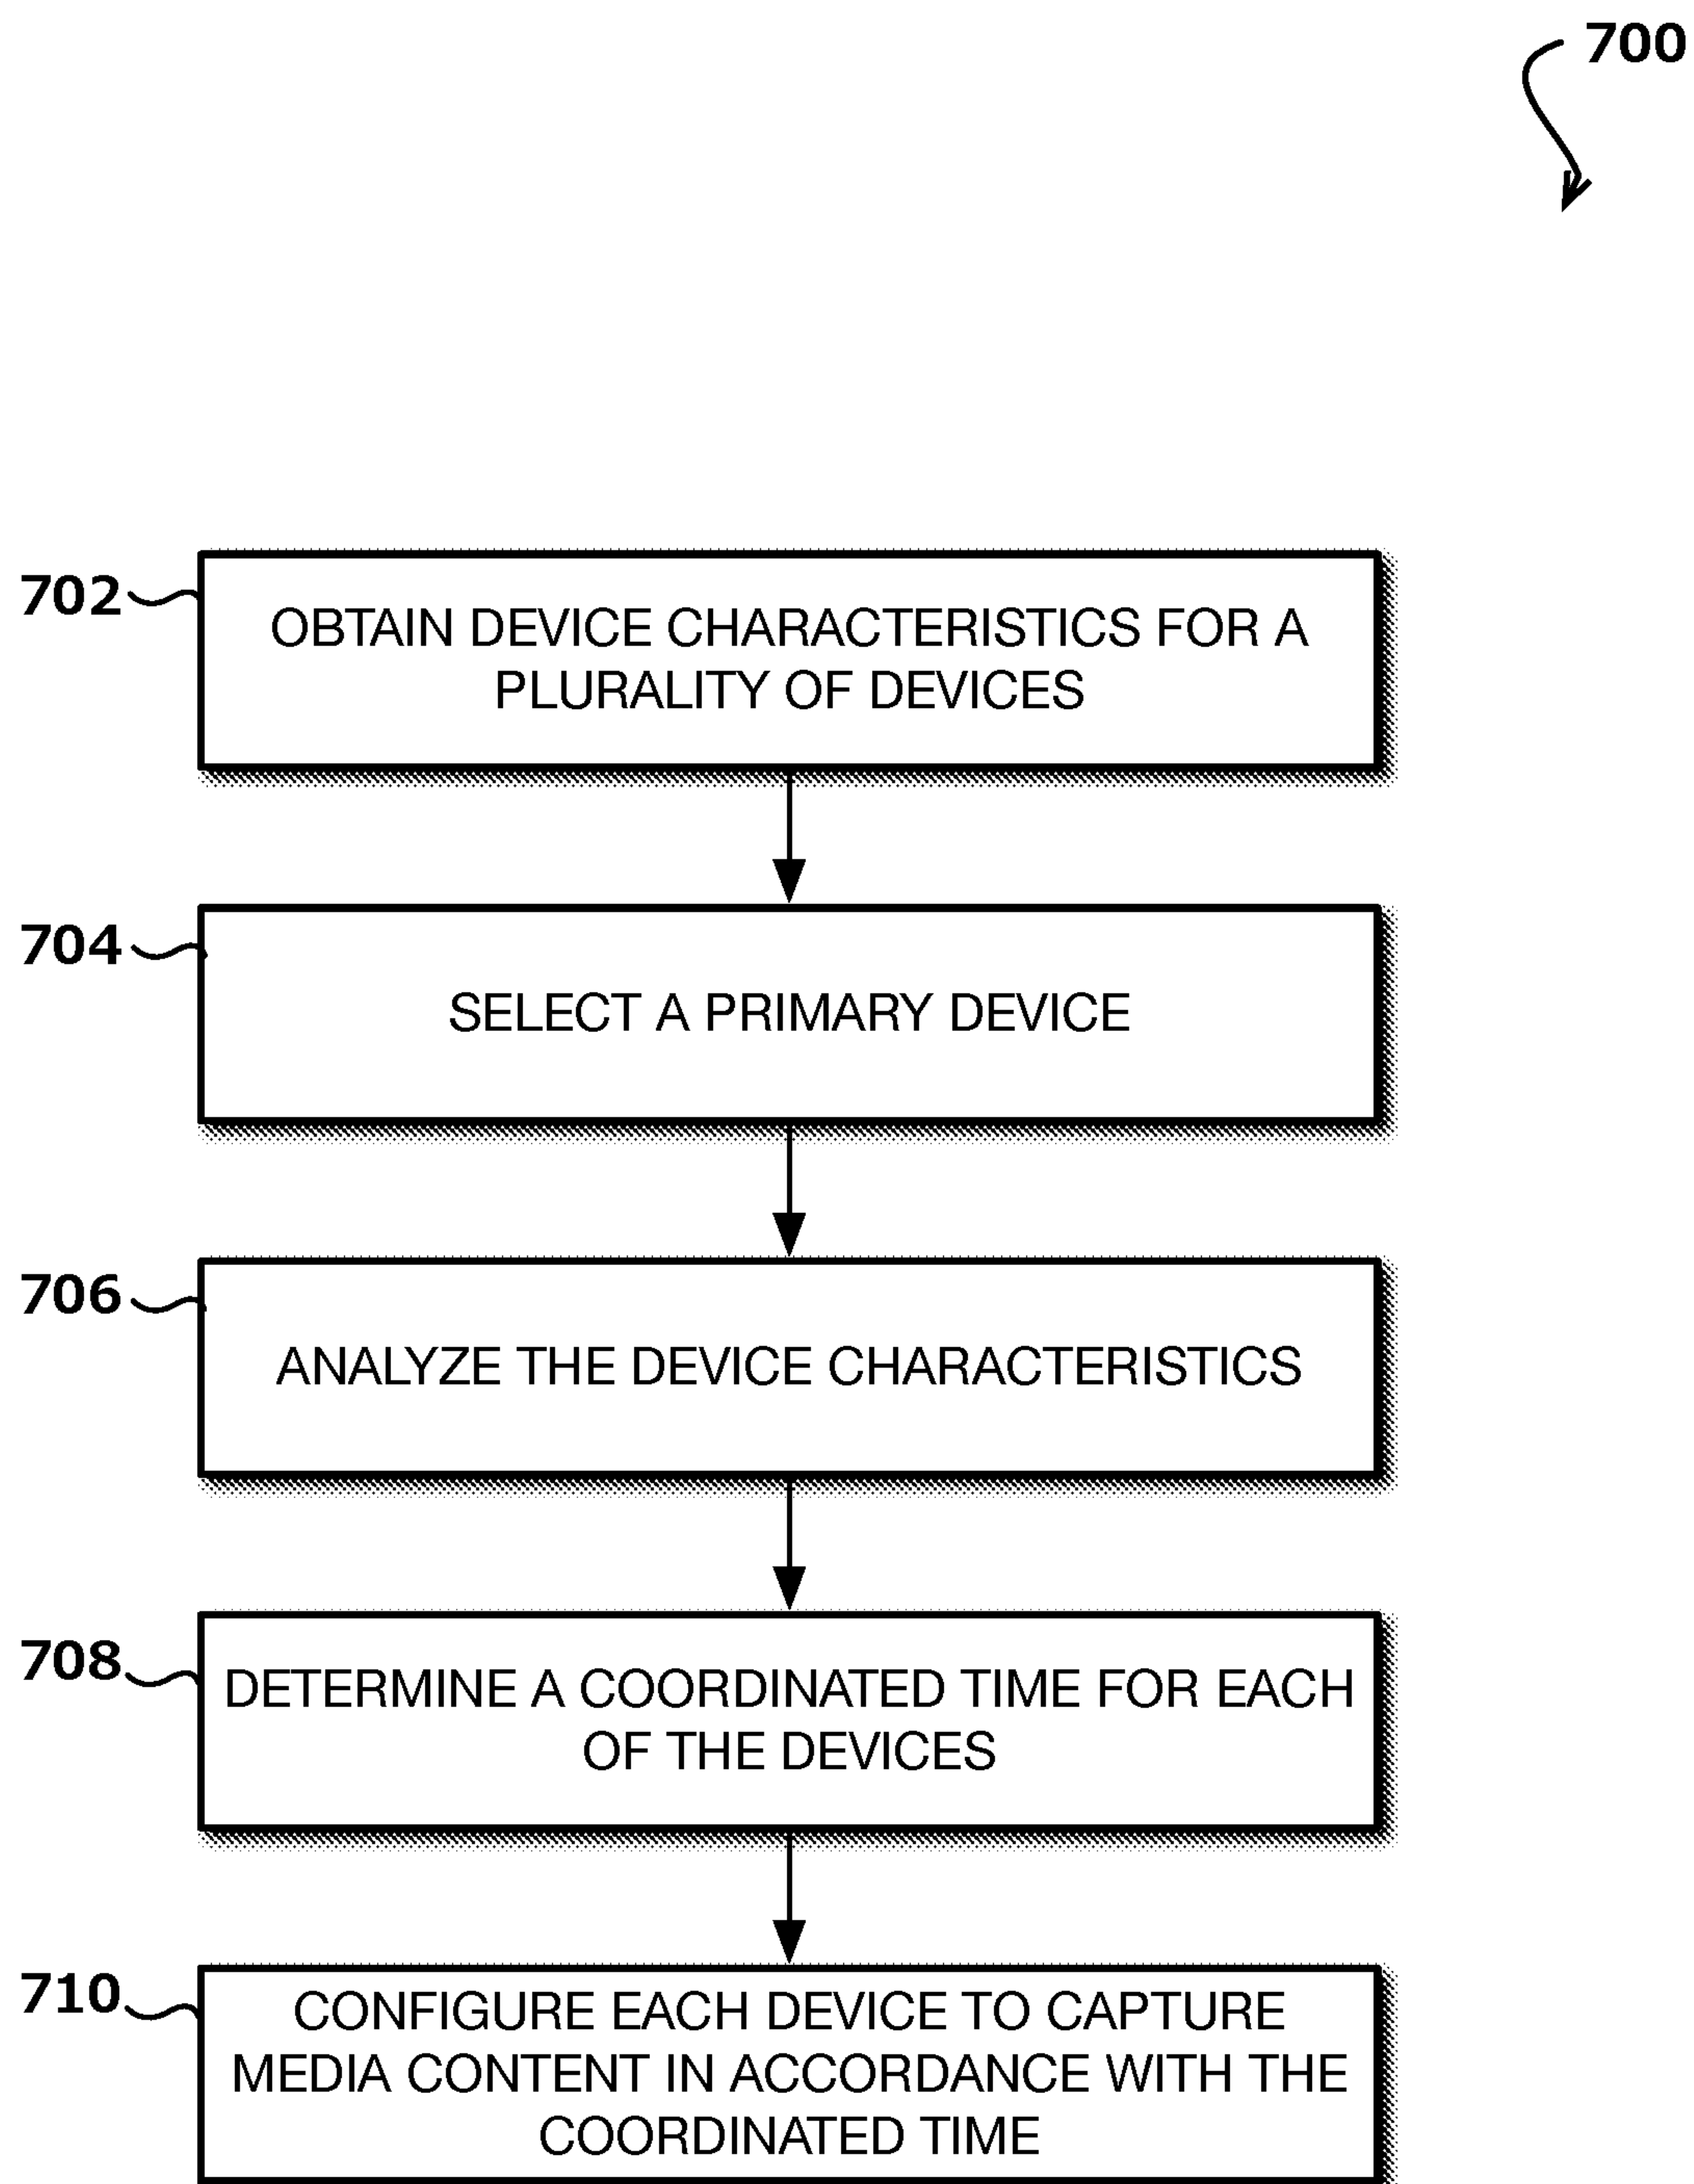 700
702
OBTAIN DEVICE CHARACTERISTICS FOR A
PLURALITY OF DEVICES
704
SELECT A PRIMARY DEVICE
706
ANALYZE THE DEVICE CHARACTERISTICS
708
DETERMINE A COORDINATED TIME FOR EACH
OF THE DEVICES
710
CONFIGURE EACH DEVICE TO CAPTURE
MEDIA CONTENT IN ACCORDANCE WITH THE
COORDINATED TIME